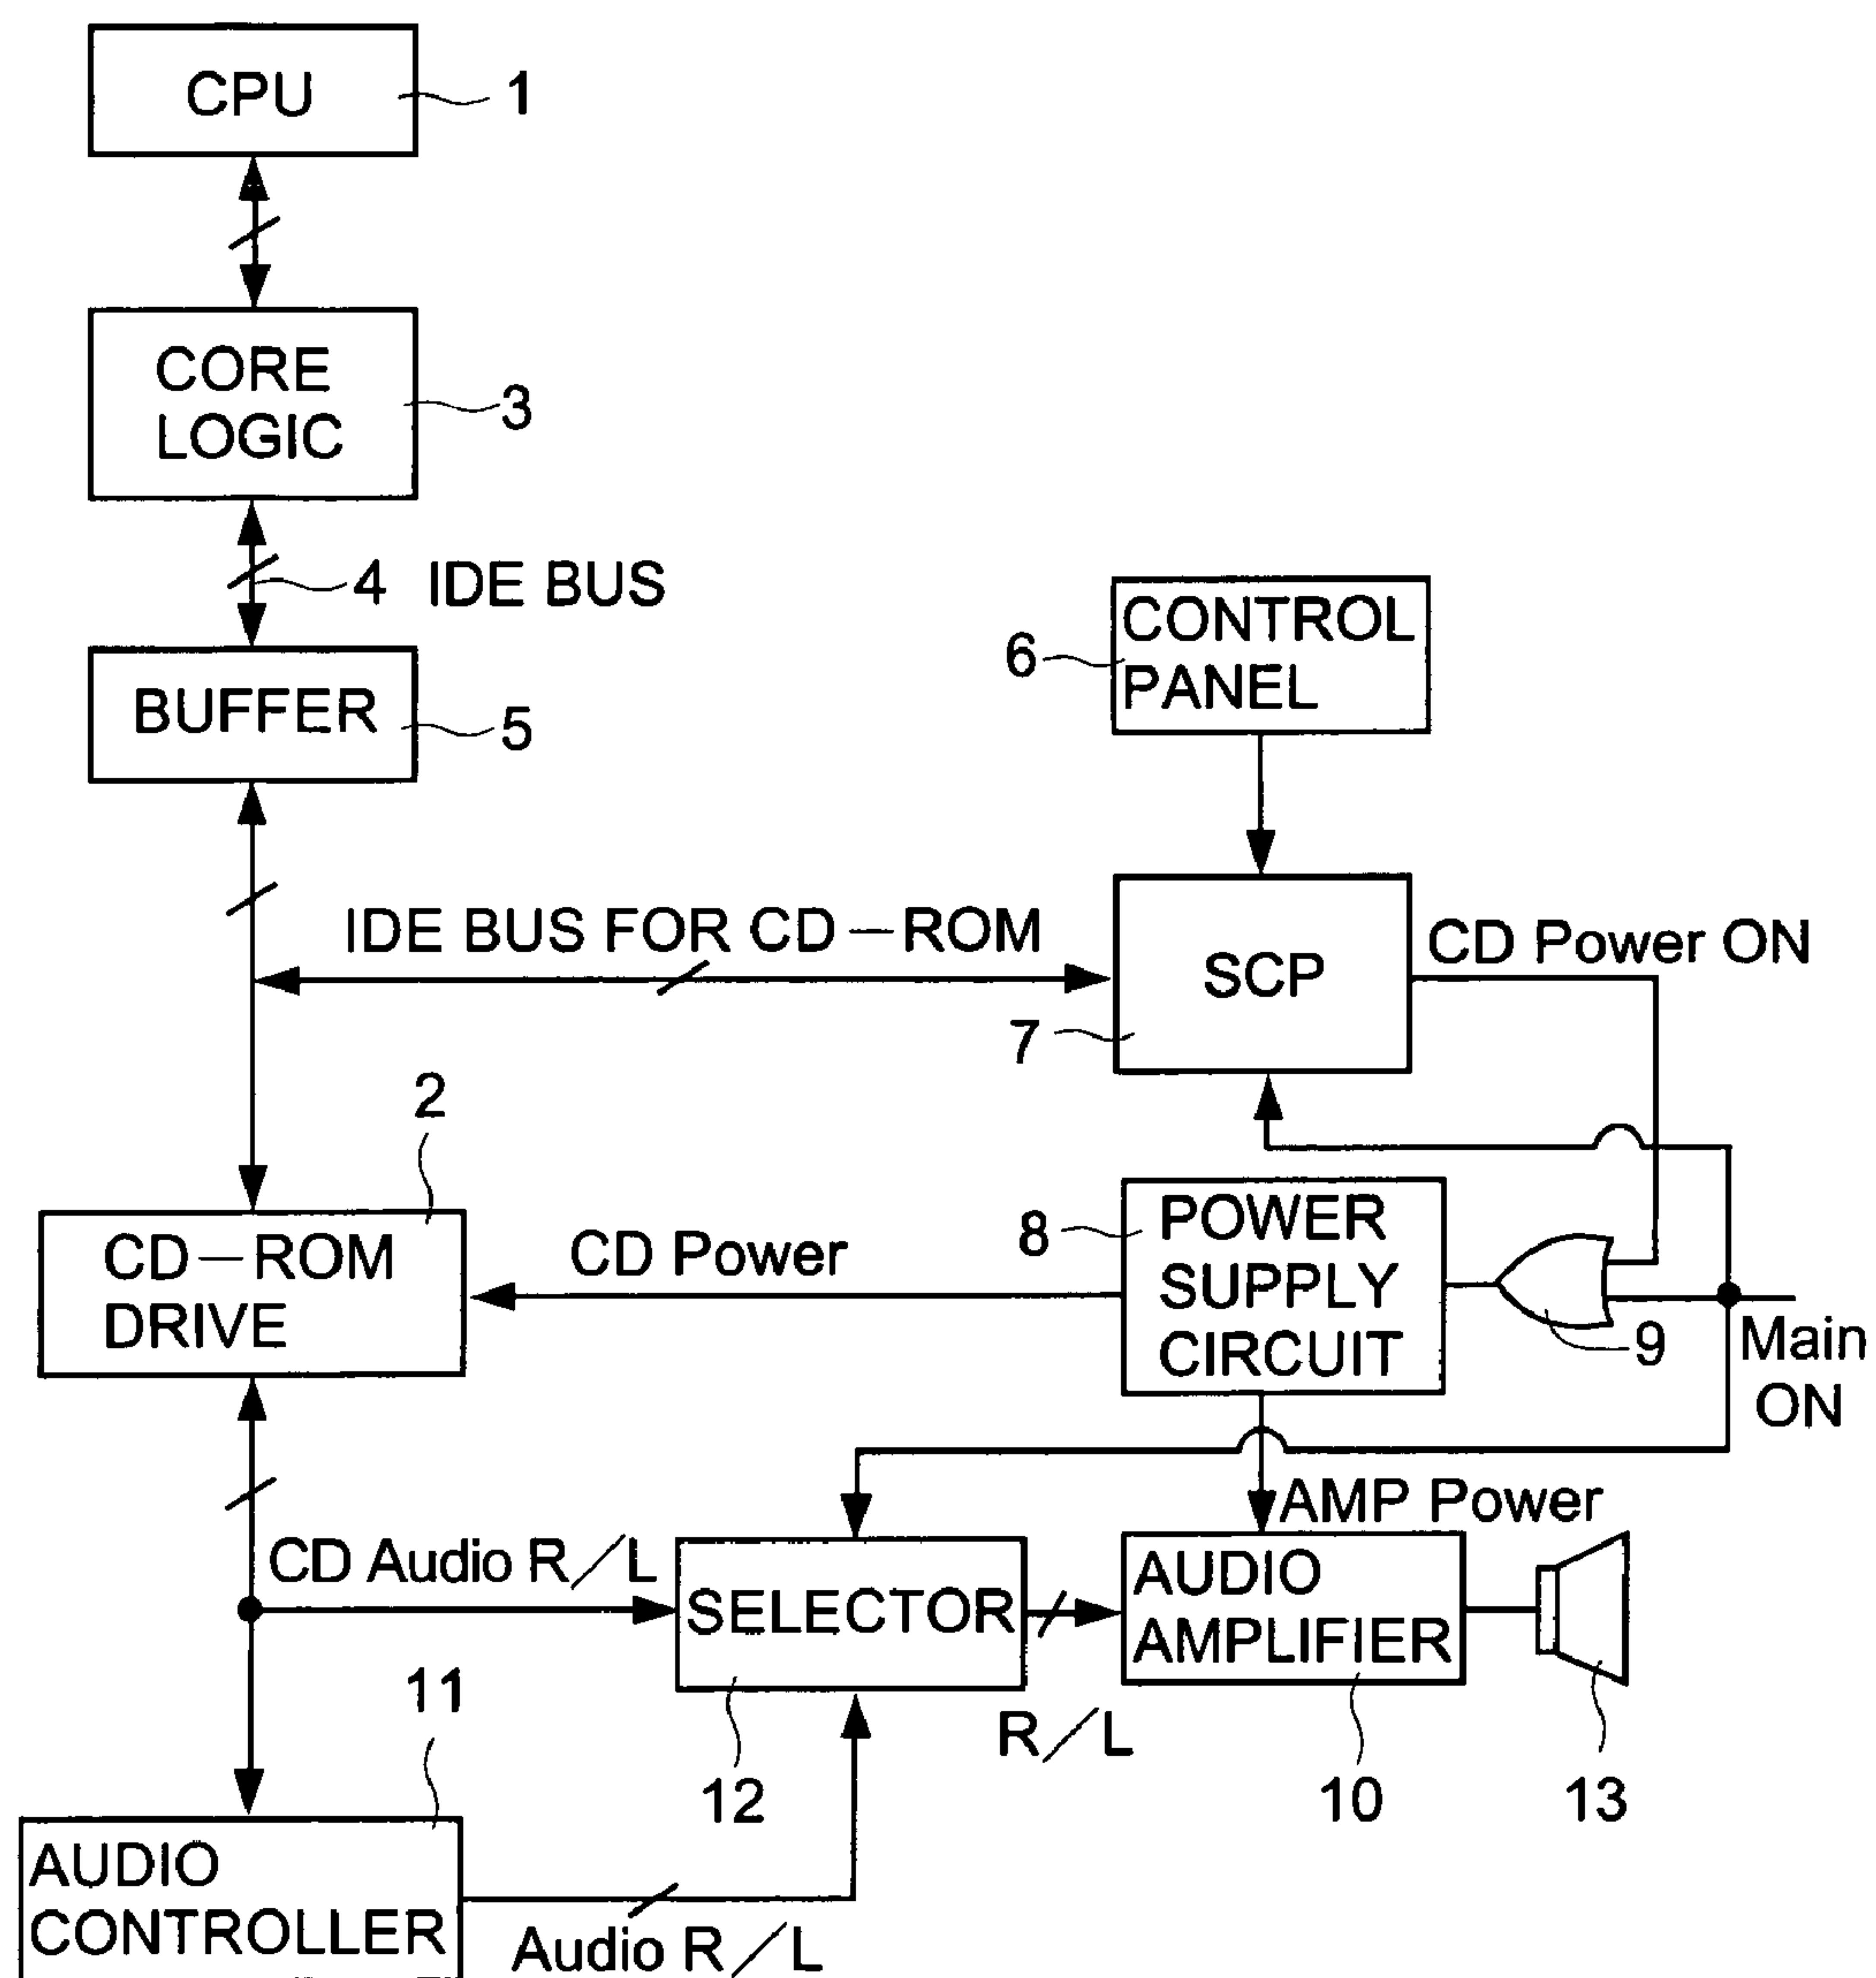 CPU
1
CORE
LOGIC
3
4 IDE BUS
BUFFER
5
CONTROL
PANEL
6
IDE BUS FOR CD—ROM
SCP
7
CD Power ON
2
CD—ROM
DRIVE
CD Power
8
POWER
SUPPLY
CIRCUIT
9
Main
ON
AMP Power
CD Audio R/L
SELECTOR
12
R/L
AUDIO
AMPLIFIER
10
13
11
AUDIO
CONTROLLER
Audio R/L